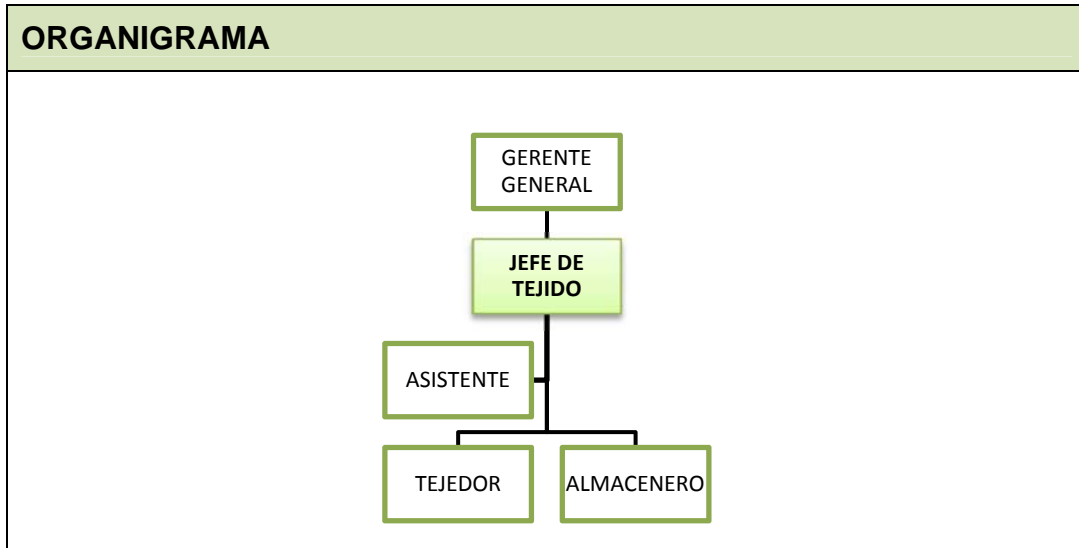 ORGANIGRAMA
GERENTE
GENERAL
JEFE DE
TEJIDO
ASISTENTE
TEJEDOR
ALMACENERO